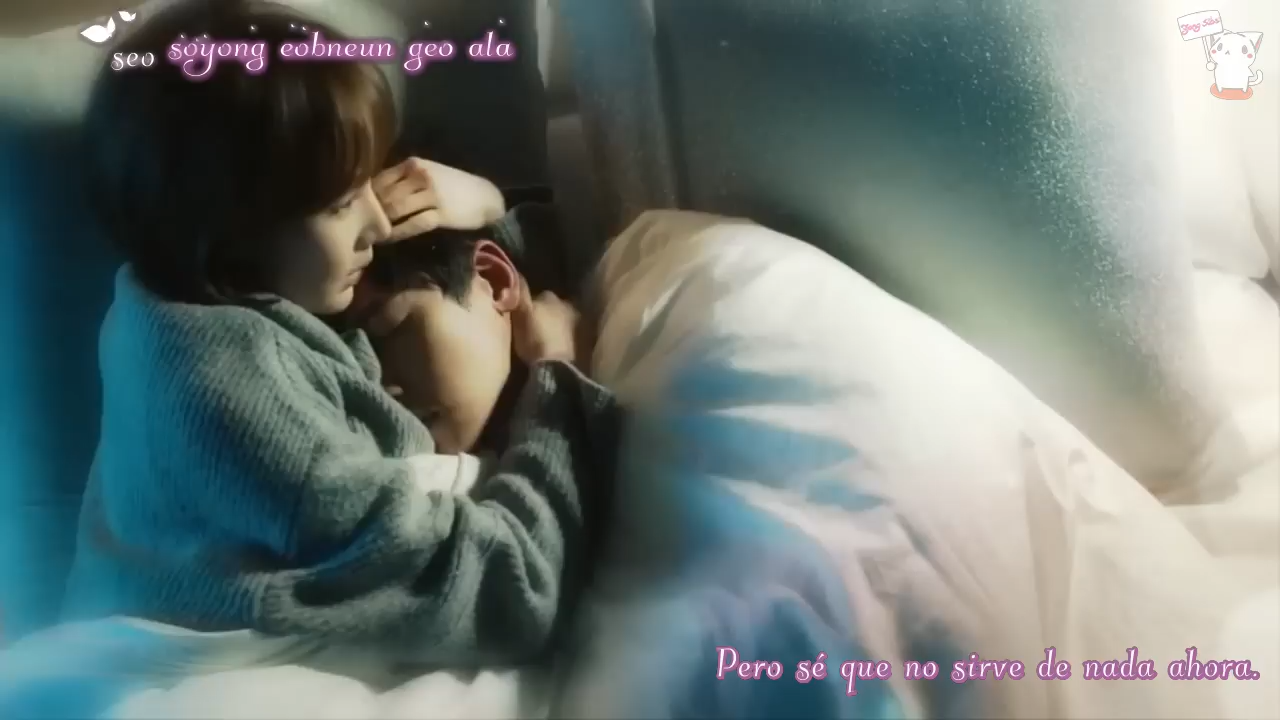 seo soyong eobneun geo ala
Pero sé que no sirve de nada ahora.